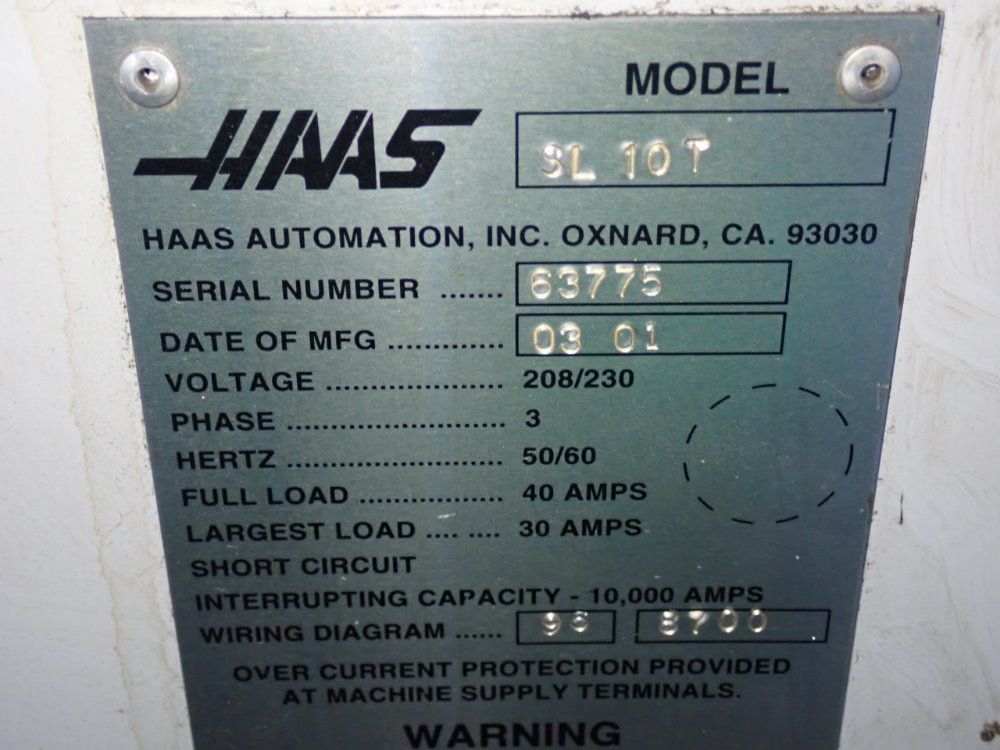 MODEL
HAAS
SL 10T
HAAS AUTOMATION, INC. OXNARD, CA. 93030
SERIAL NUMBER ....... 63775
DATE OF MFG ............. 03 01
VOLTAGE .................... 208/230
PHASE ......................... 3
HERTZ ......................... 50/60
FULL LOAD ................ 40 AMPS
LARGEST LOAD .... .... 30 AMPS
SHORT CIRCUIT
INTERRUPTING CAPACITY - 10,000 AMPS
WIRING DIAGRAM ...... 96 8700
OVER CURRENT PROTECTION PROVIDED
AT MACHINE SUPPLY TERMINALS.
WARNING